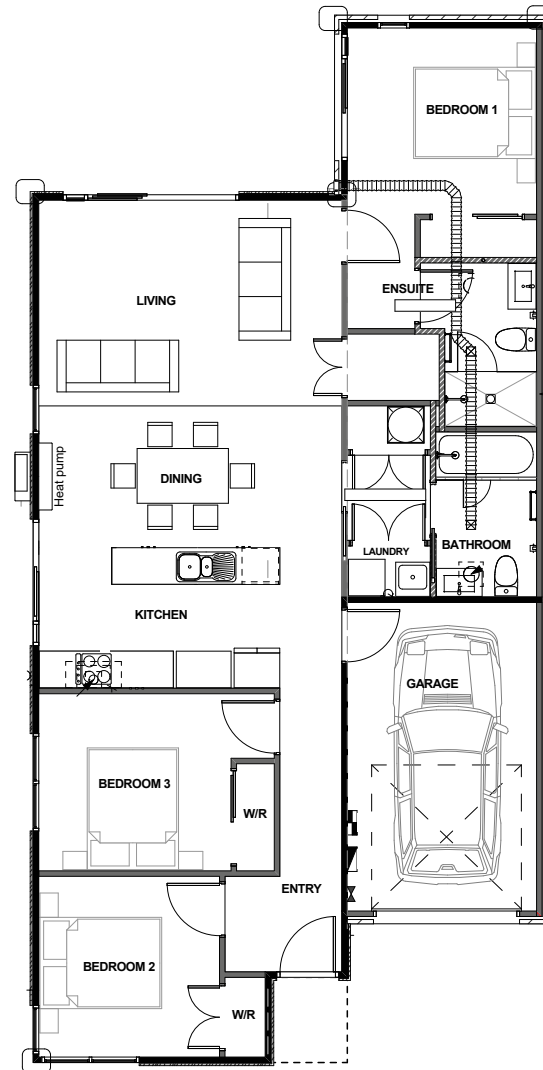 BEDROOM 1
ENSUITE
LIVING
Heat pump
DINING
LAUNDRY
BATHROOM
KITCHEN
GARAGE
BEDROOM 3
W/R
ENTRY
BEDROOM 2
W/R